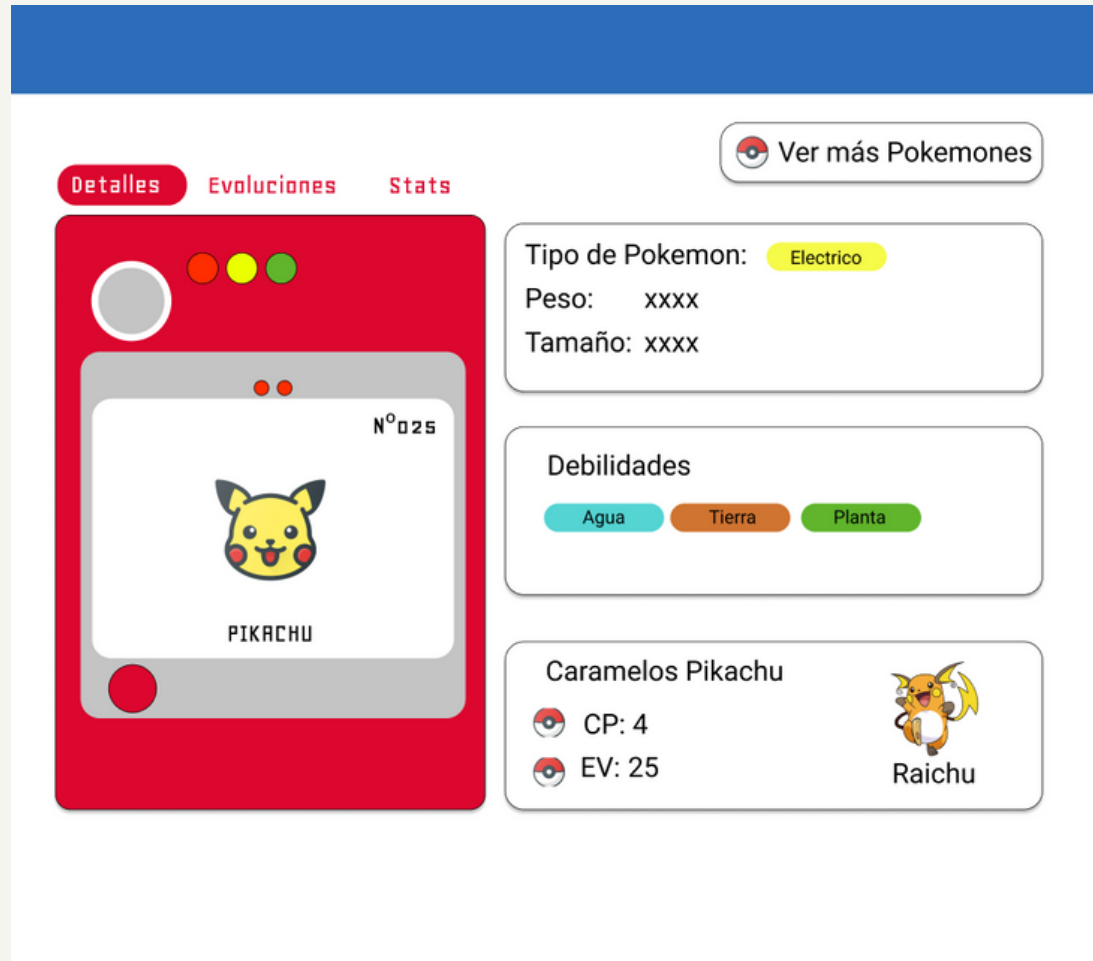 Ver más Pokemones
Detalles Evoluciones Stats
Nº025
PIKACHU
Tipo de Pokemon: Electrico
Peso: xxxx
Tamaño: xxxx
Debilidades
Agua Tierra Planta
Caramelos Pikachu
CP: 4
EV: 25
Raichu